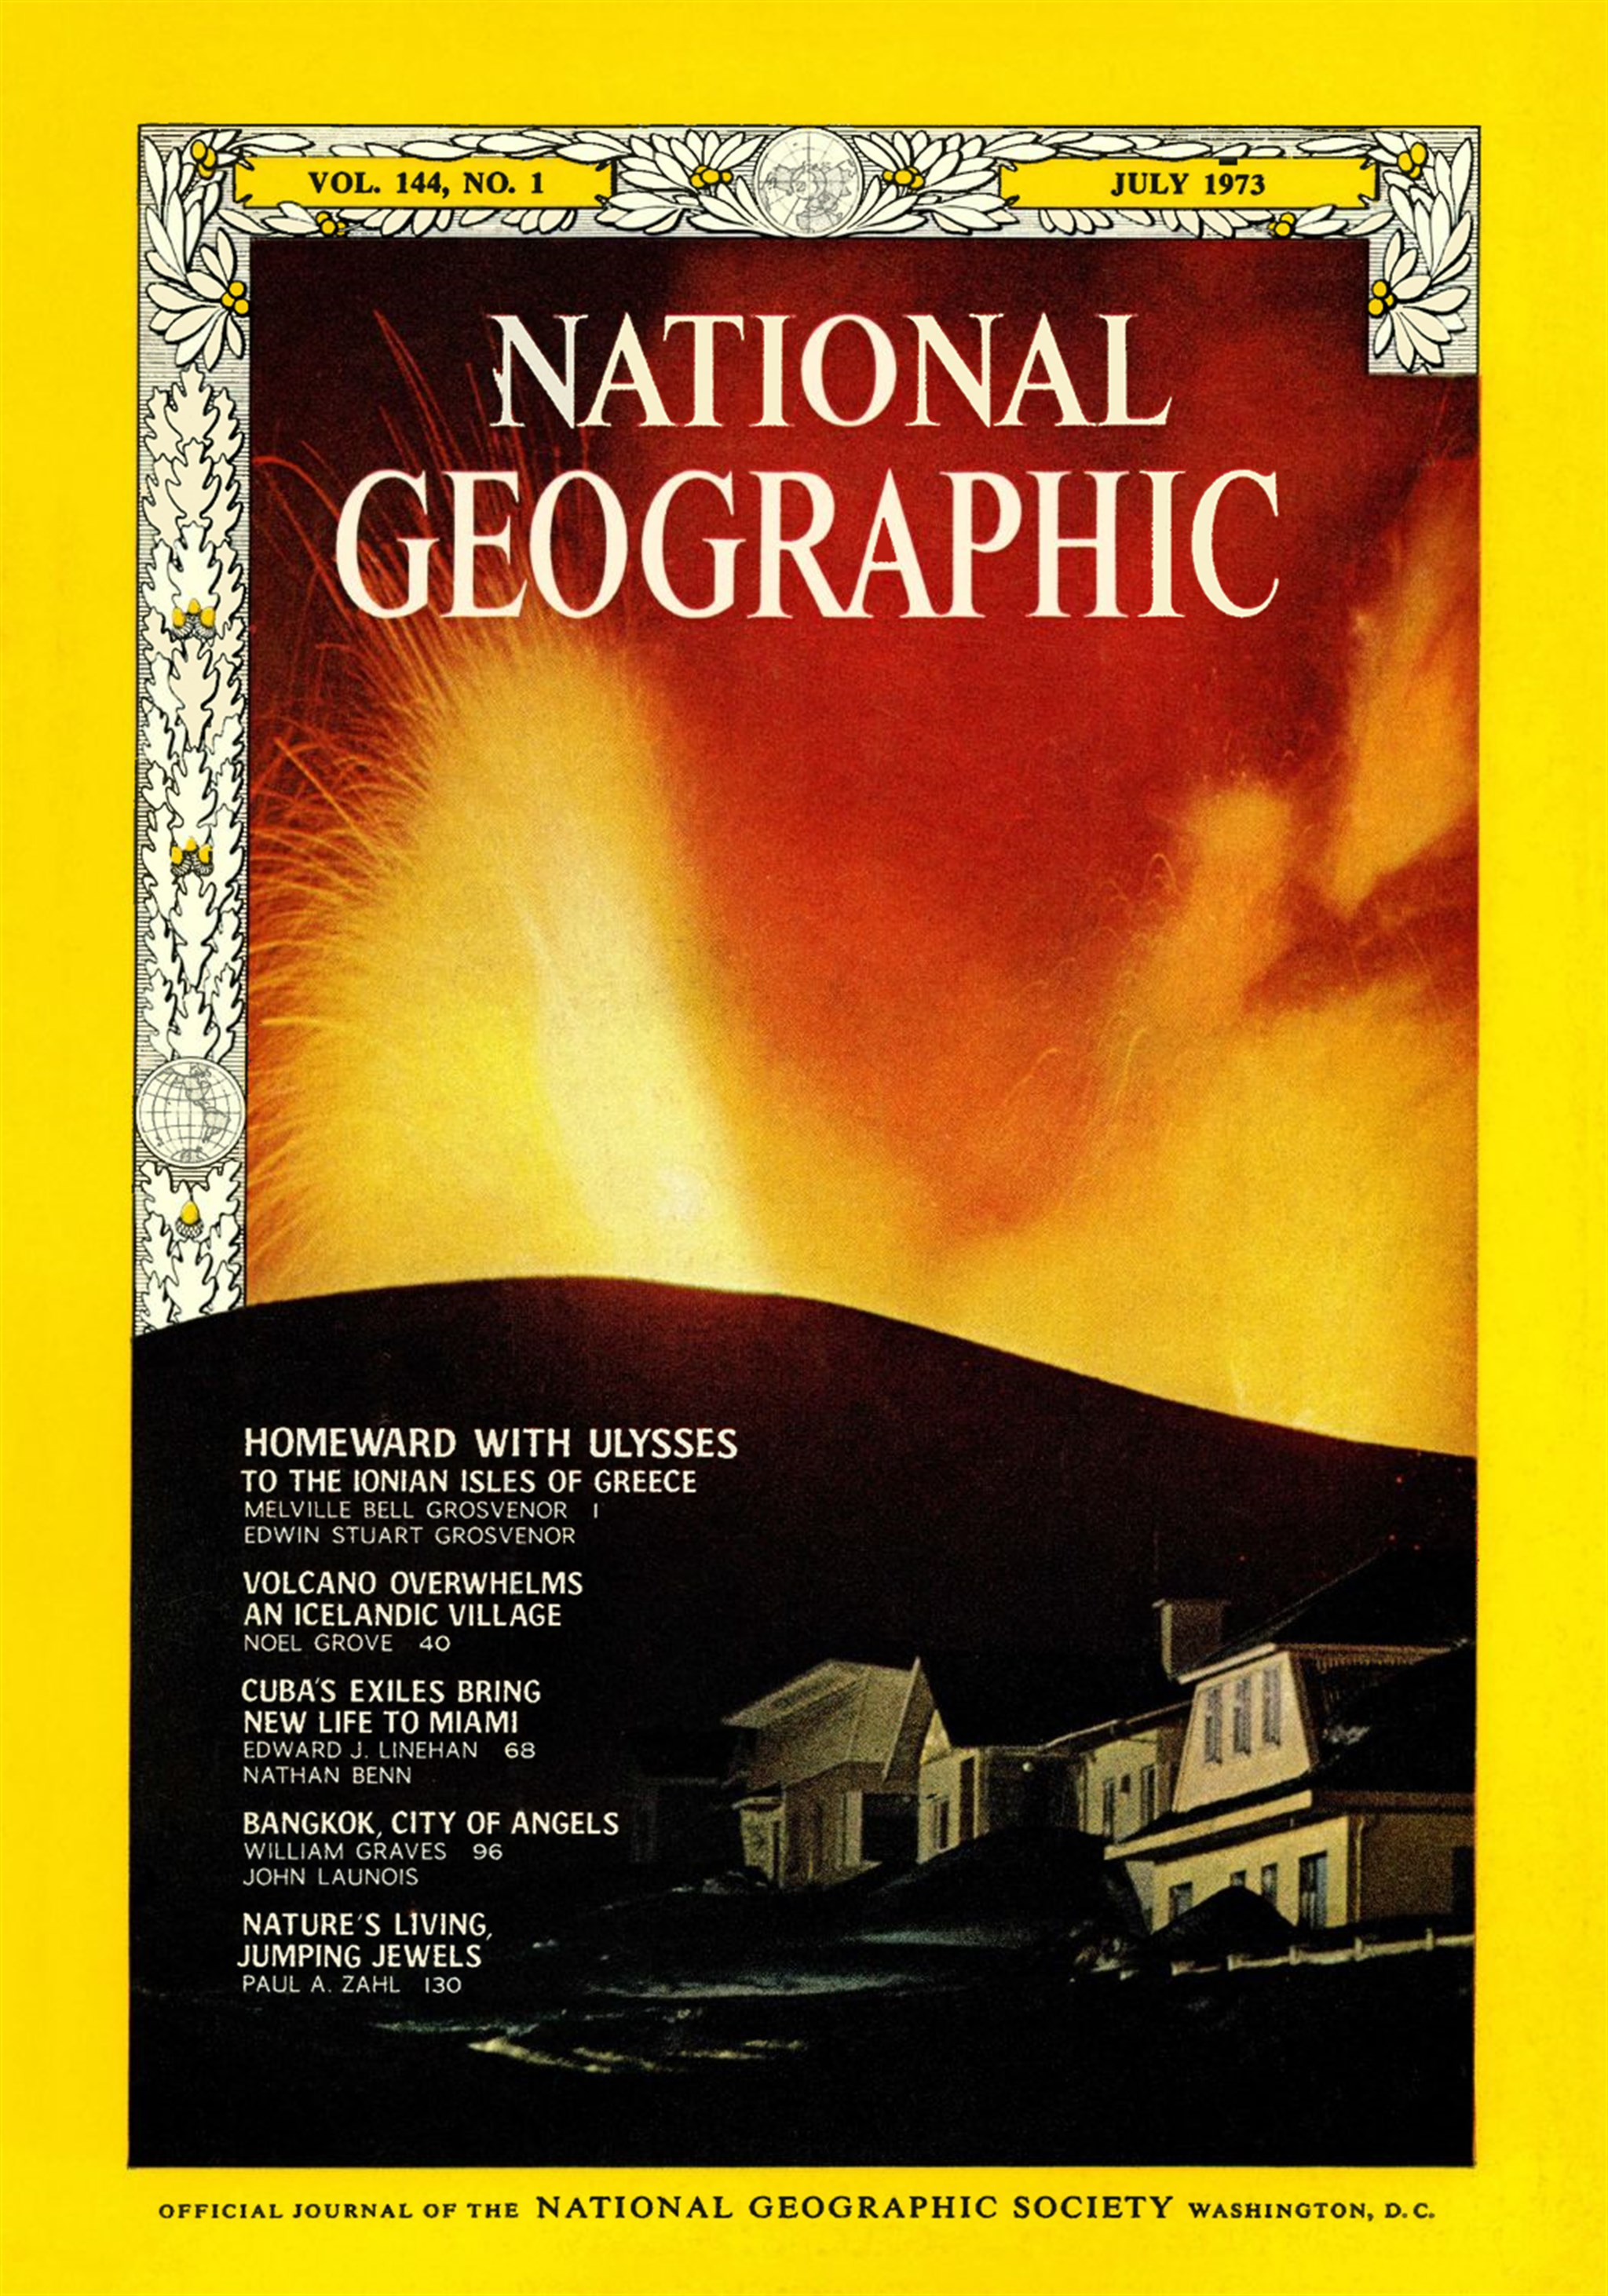 VOL. 144, NO. 1
JULY 1973
NATIONAL
GEOGRAPHIC
HOMEWARD WITH ULYSSES
TO THE IONIAN ISLES OF GREECE
MELVILLE BELL GROSVENOR 1
EDWIN STUART GROSVENOR
VOLCANO OVERWHELMS
AN ICELANDIC VILLAGE
NOEL GROVE 40
CUBA'S EXILES BRING
NEW LIFE TO MIAMI
EDWARD J. LINEHAN 68
NATHAN BENN
BANGKOK, CITY OF ANGELS
WILLIAM GRAVES 96
JOHN LAUNOIS
NATURE'S LIVING,
JUMPING JEWELS
PAUL A. ZAHL 130
OFFICIAL JOURNAL OF THE NATIONAL GEOGRAPHIC SOCIETY WASHINGTON, D.C.